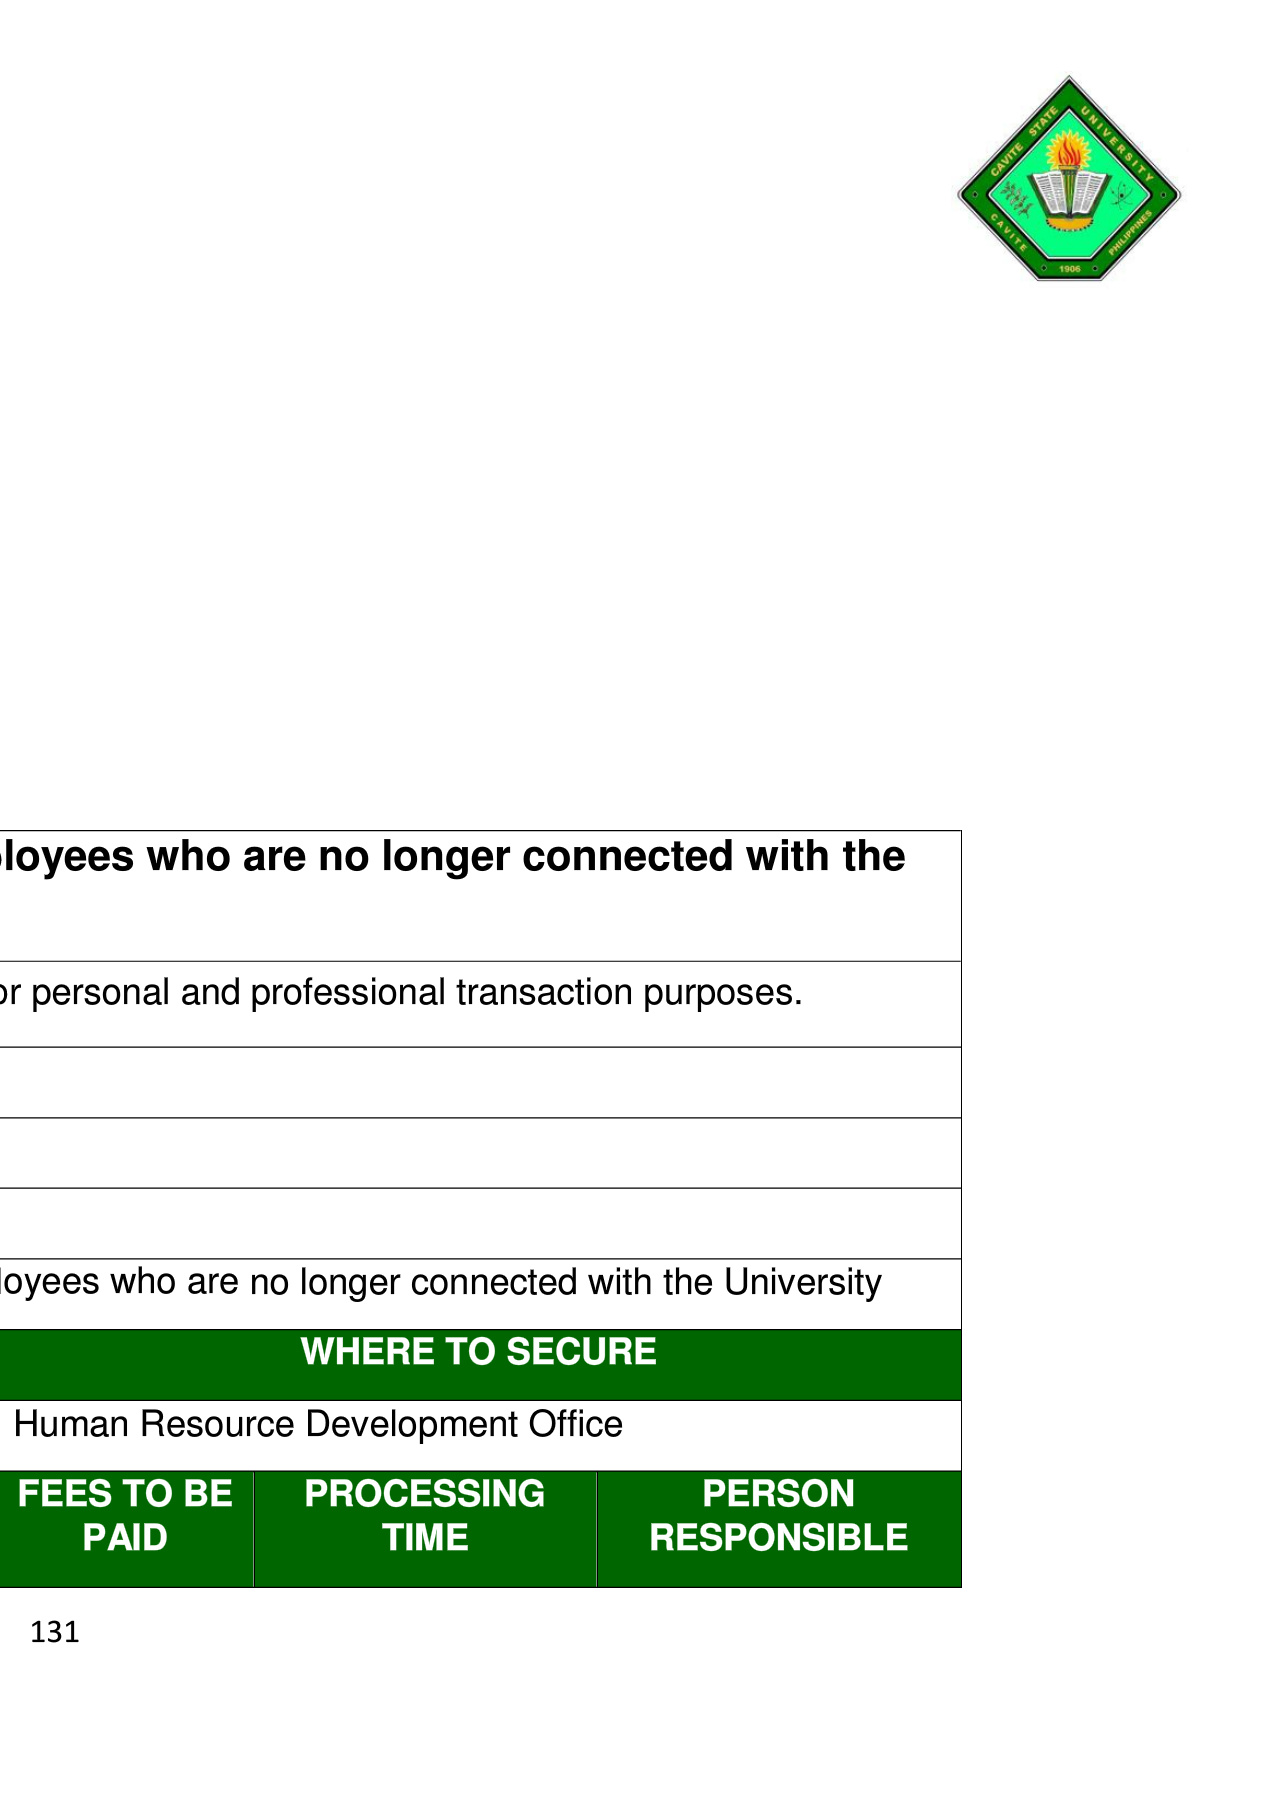 CAVITE STATE UNIVERSITY
CAVITE
PHILIPPINES
1906
loyees who are no longer connected with the
or personal and professional transaction purposes.
loyees who are no longer connected with the University
WHERE TO SECURE
Human Resource Development Office
FEES TO BE
PAID
PROCESSING
TIME
PERSON
RESPONSIBLE
131